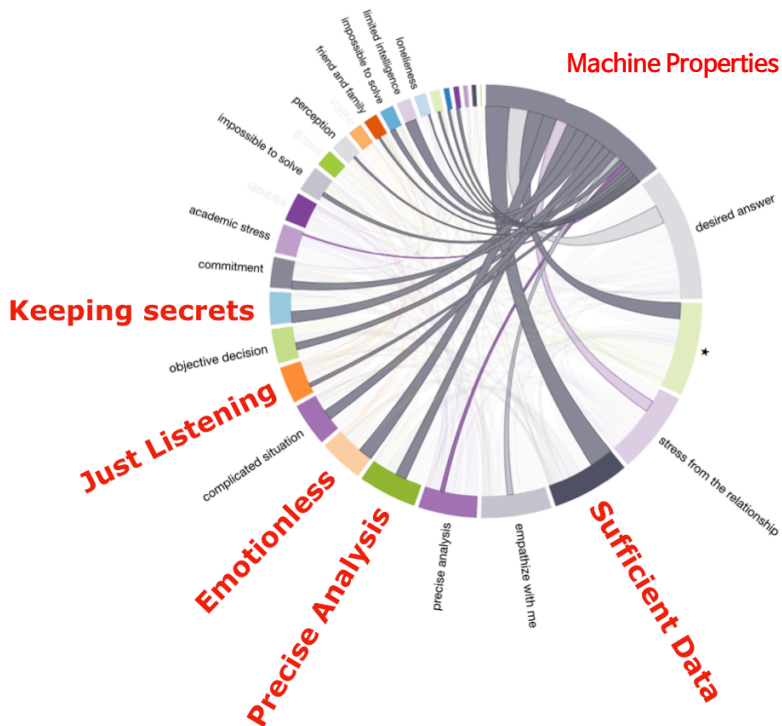 Machine Properties
desired answer
★
stress from the relationship
Sufficient Data
empathize with me
precise analysis
Precise Analysis
Emotionless
complicated situation
Just Listening
objective decision
Keeping secrets
commitment
academic stress
impossible to solve
perception
friend and family
impossible to solve
limited intelligence
lonelieness